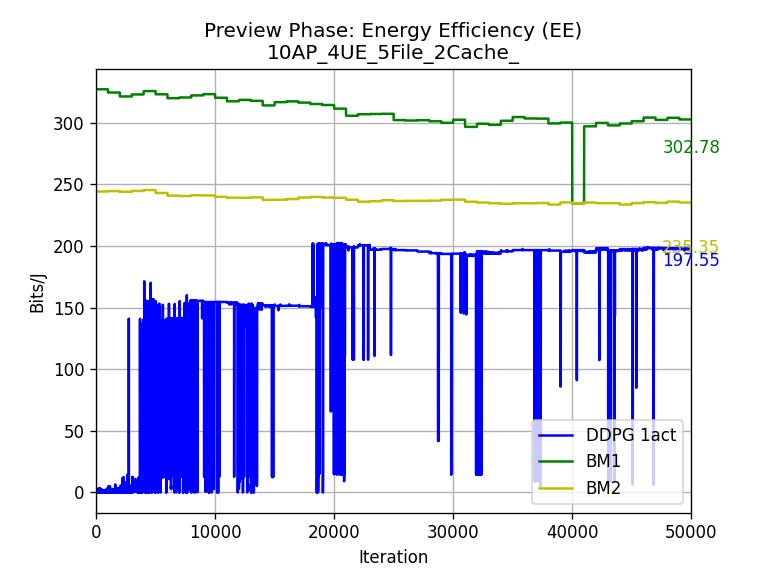 Preview Phase: Energy Efficiency (EE)
10AP_4UE_5File_2Cache_
300
250
200
150
100
50
0
Bits/J
302.78
235.35
197.55
DDPG 1act
BM1
BM2
0
10000
20000
30000
40000
50000
Iteration